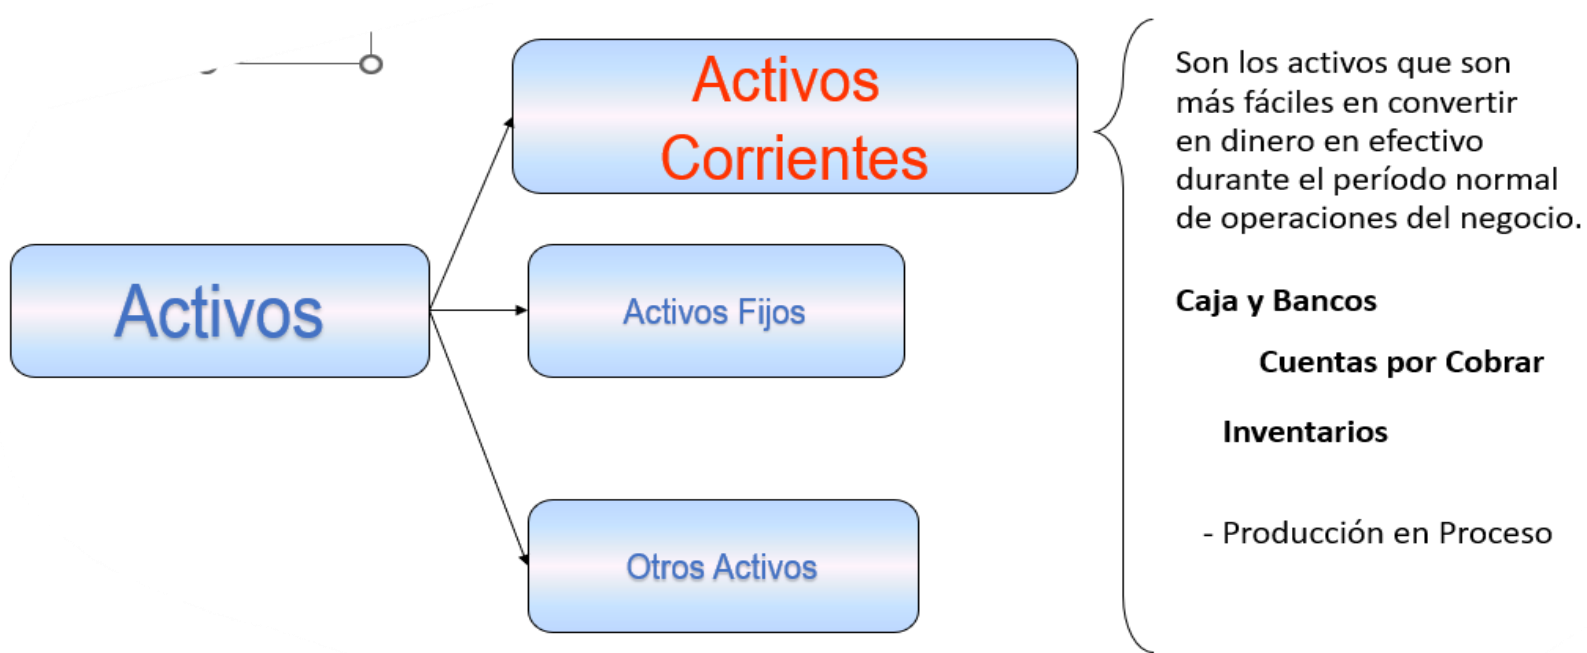 Activos
Activos
Corrientes
Activos Fijos
Otros Activos
Son los activos que son
más fáciles en convertir
en dinero en efectivo
durante el período normal
de operaciones del negocio.
Caja y Bancos
Cuentas por Cobrar
Inventarios
- Producción en Proceso